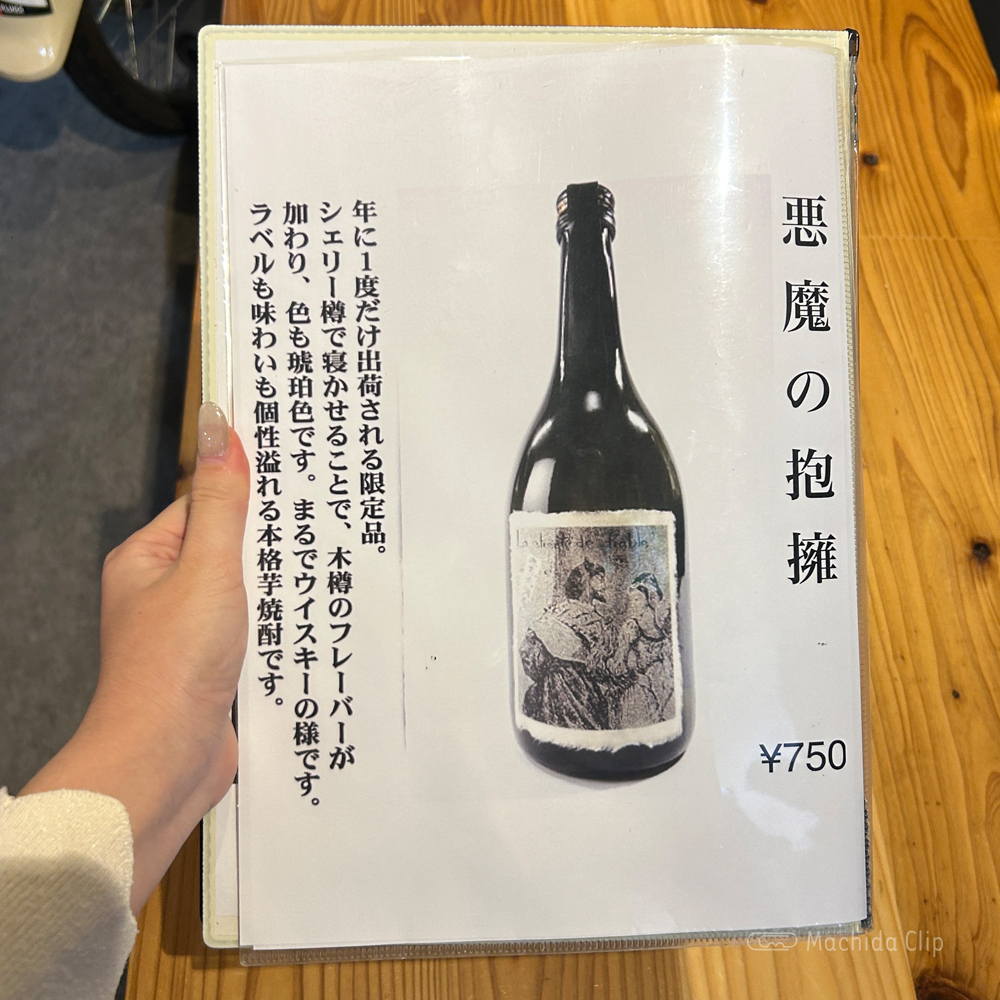 悪魔の抱擁
¥750
年に1度だけ出荷される限定品。
シェリー樽で寝かせることで、木樽のフレーバーが
加わり、色も琥珀色です。まるでウイスキーの様です。
ラベルも味わいも個性溢れる本格芋焼酎です。
Machida Clip